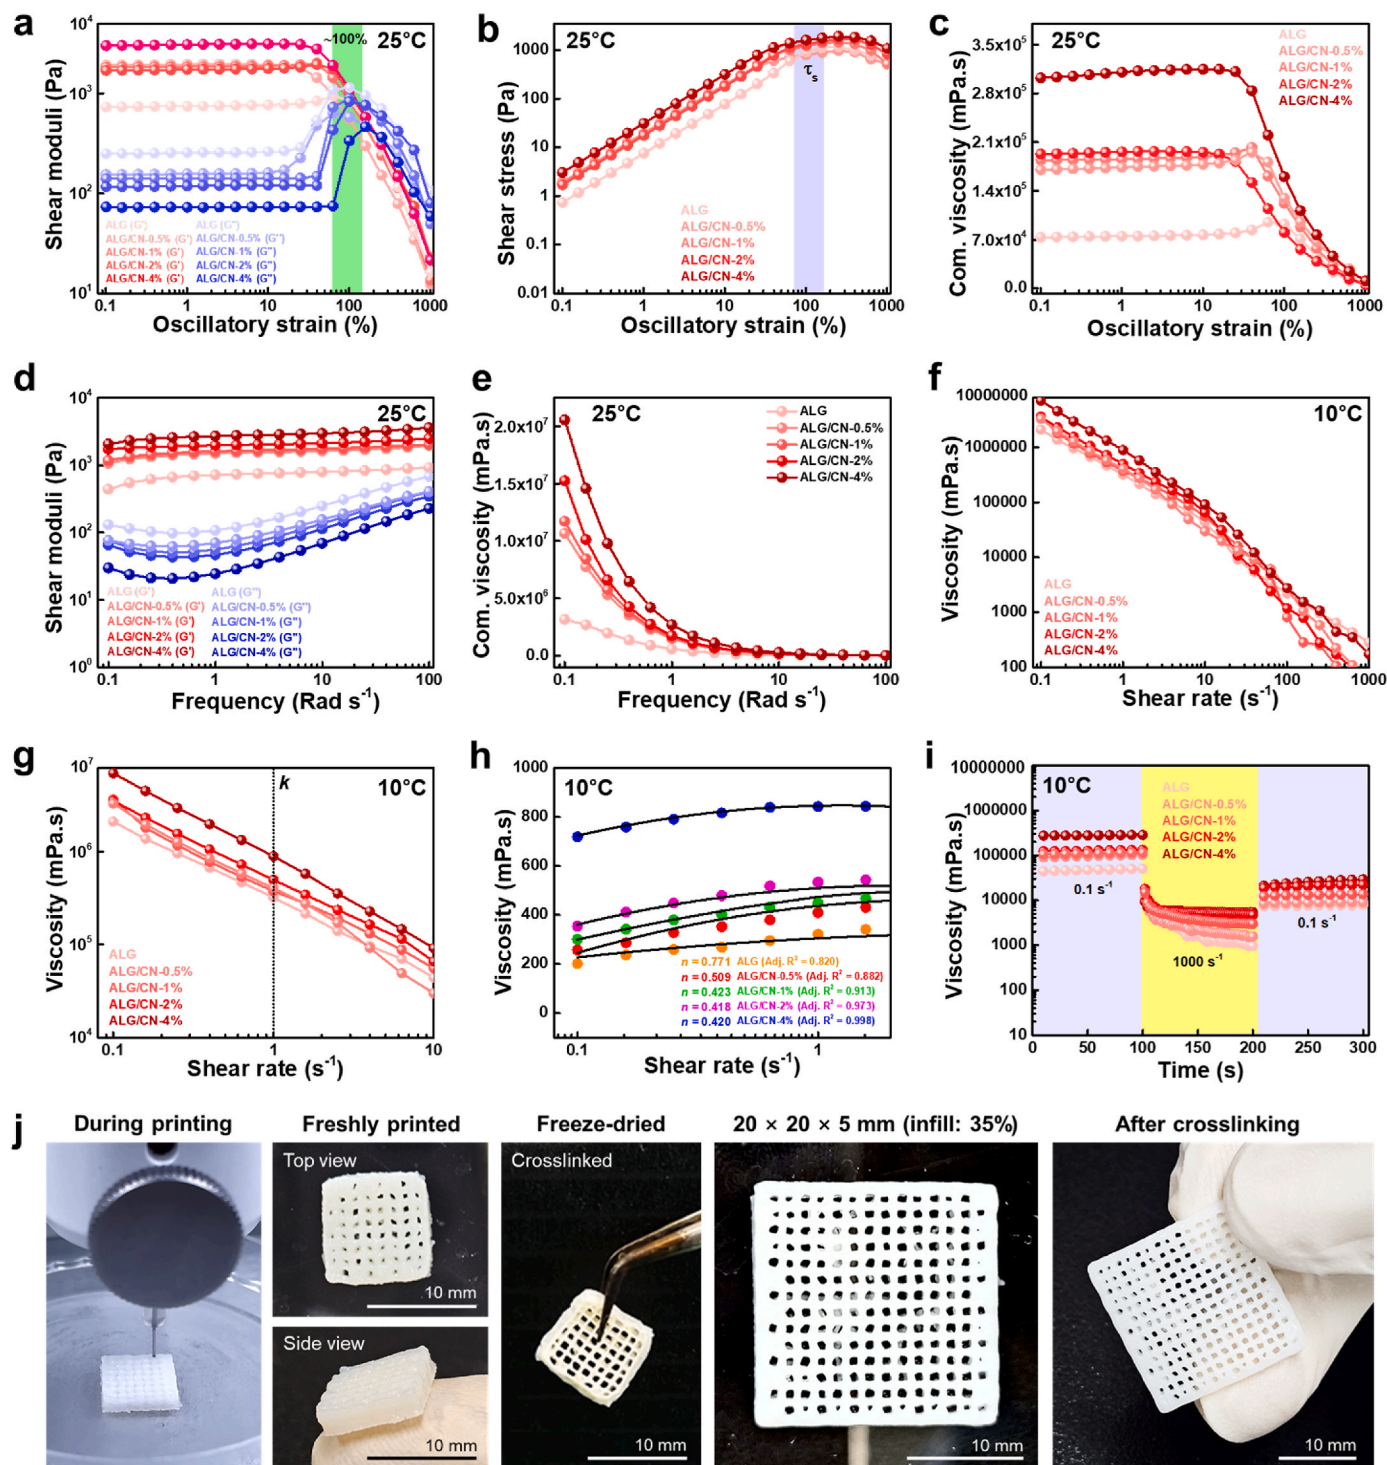 a
25°C
~100%
Shear moduli (Pa)
10⁴
10³
10²
10¹
ALG (G') ALG (G'')
ALG/CN-0.5% (G') ALG/CN-0.5% (G'')
ALG/CN-1% (G') ALG/CN-1% (G'')
ALG/CN-2% (G') ALG/CN-2% (G'')
ALG/CN-4% (G') ALG/CN-4% (G'')
0.1 1 10 100 1000
Oscillatory strain (%)
b
25°C
Shear stress (Pa)
1000
100
10
1
0.1
0.01
τs
ALG
ALG/CN-0.5%
ALG/CN-1%
ALG/CN-2%
ALG/CN-4%
0.1 1 10 100 1000
Oscillatory strain (%)
c
25°C
Com. viscosity (mPa.s)
3.5x10⁵
2.8x10⁵
2.1x10⁵
1.4x10⁵
7.0x10⁴
0.0
ALG
ALG/CN-0.5%
ALG/CN-1%
ALG/CN-2%
ALG/CN-4%
0.1 1 10 100 1000
Oscillatory strain (%)
d
25°C
Shear moduli (Pa)
10⁴
10³
10²
10¹
10⁰
ALG (G') ALG (G'')
ALG/CN-0.5% (G') ALG/CN-0.5% (G'')
ALG/CN-1% (G') ALG/CN-1% (G'')
ALG/CN-2% (G') ALG/CN-2% (G'')
ALG/CN-4% (G') ALG/CN-4% (G'')
0.1 1 10 100
Frequency (Rad s⁻¹)
e
25°C
Com. viscosity (mPa.s)
2.0x10⁷
1.5x10⁷
1.0x10⁷
5.0x10⁶
0.0
ALG
ALG/CN-0.5%
ALG/CN-1%
ALG/CN-2%
ALG/CN-4%
0.1 1 10 100
Frequency (Rad s⁻¹)
f
10°C
Viscosity (mPa.s)
10000000
1000000
100000
10000
1000
100
ALG
ALG/CN-0.5%
ALG/CN-1%
ALG/CN-2%
ALG/CN-4%
0.1 1 10 100 1000
Shear rate (s⁻¹)
g
10°C
k
Viscosity (mPa.s)
10⁷
10⁶
10⁵
10⁴
ALG
ALG/CN-0.5%
ALG/CN-1%
ALG/CN-2%
ALG/CN-4%
0.1 1 10
Shear rate (s⁻¹)
h
10°C
Viscosity (mPa.s)
1000
800
600
400
200
0
n = 0.771 ALG (Adj. R² = 0.820)
n = 0.509 ALG/CN-0.5% (Adj. R² = 0.882)
n = 0.423 ALG/CN-1% (Adj. R² = 0.913)
n = 0.418 ALG/CN-2% (Adj. R² = 0.973)
n = 0.420 ALG/CN-4% (Adj. R² = 0.998)
0.1 1
Shear rate (s⁻¹)
i
10°C
Viscosity (mPa.s)
10000000
1000000
100000
10000
1000
100
10
ALG
ALG/CN-0.5%
ALG/CN-1%
ALG/CN-2%
ALG/CN-4%
0.1 s⁻¹
1000 s⁻¹
0.1 s⁻¹
0 50 100 150 200 250 300
Time (s)
j
During printing
Freshly printed
Top view
10 mm
Side view
10 mm
Freeze-dried
Crosslinked
10 mm
20 × 20 × 5 mm (infill: 35%)
10 mm
After crosslinking
10 mm